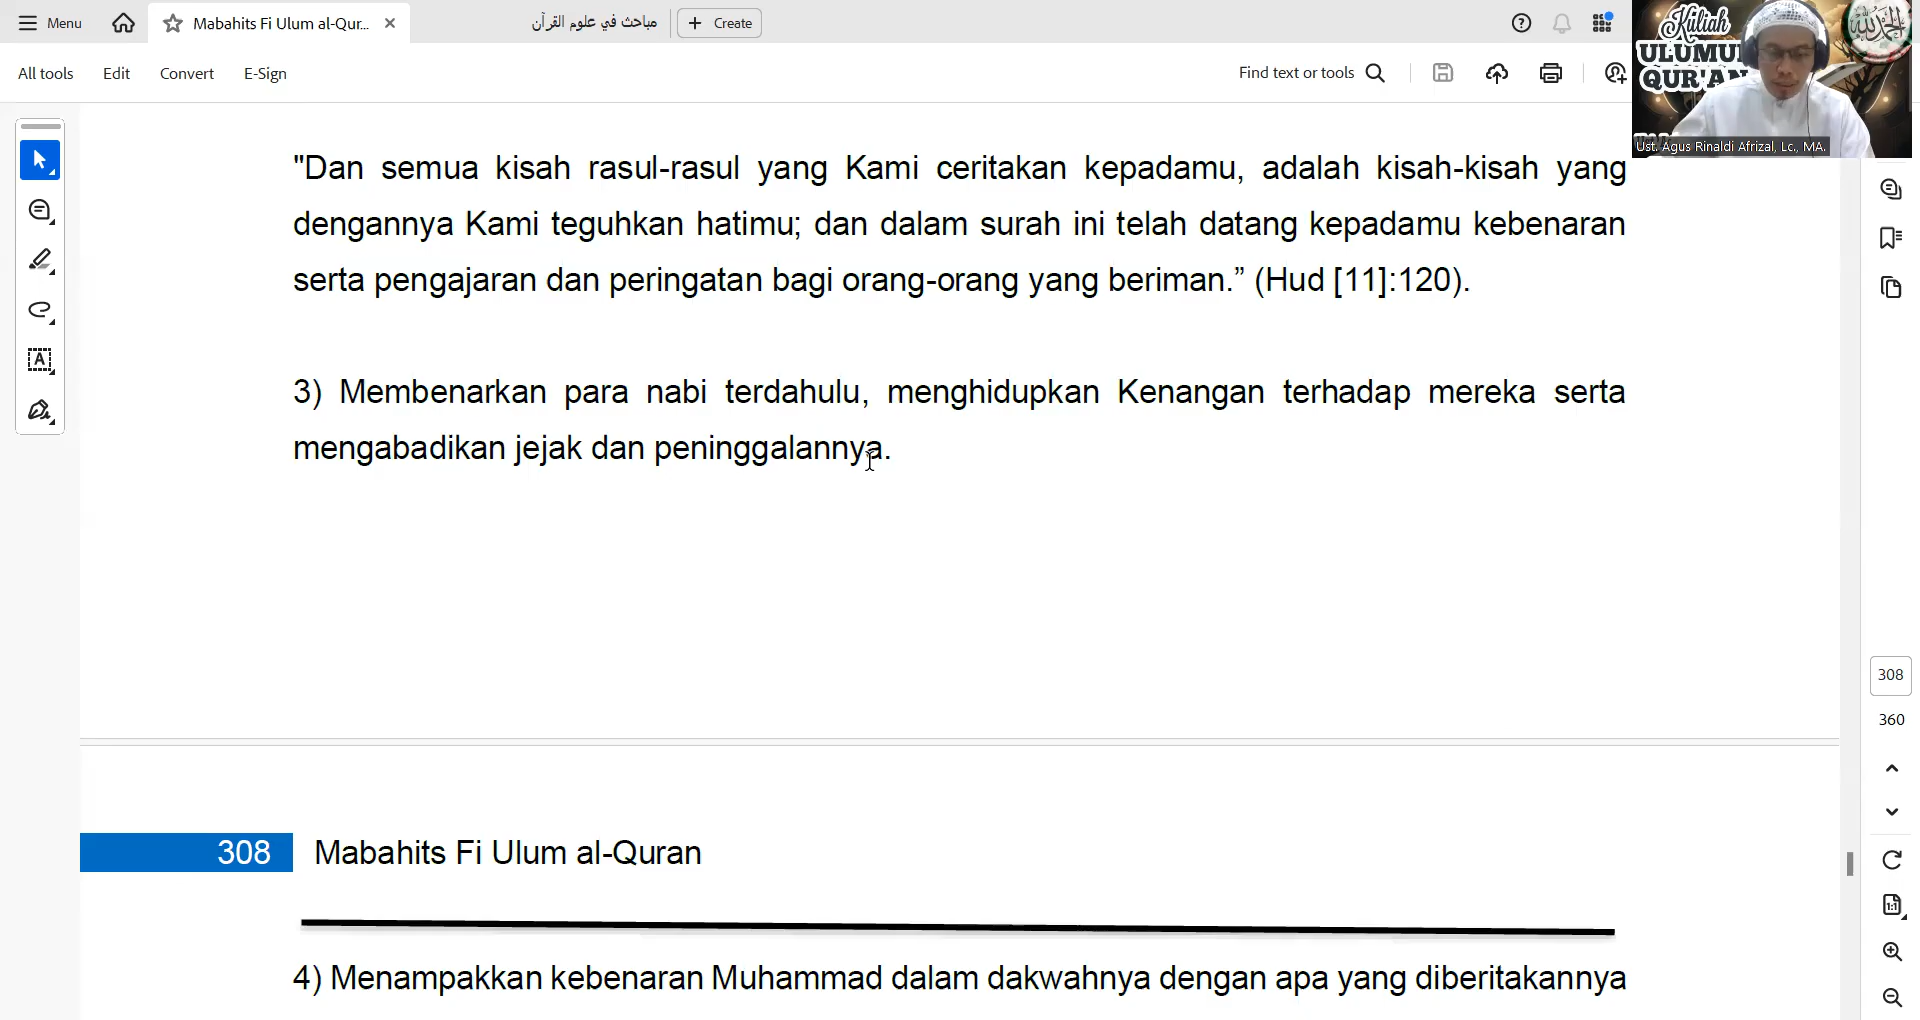 Menu
Mabahits Fi Ulum al-Qur...
مباحث في علوم القرآن
Create
All tools
Edit
Convert
E-Sign
Find text or tools
Kuliah
ULUMUL
QUR'AN
الحمد لله
Ust. Agus Rinaldi Afrizal, Lc., MA.
"Dan semua kisah rasul-rasul yang Kami ceritakan kepadamu, adalah kisah-kisah yang
dengannya Kami teguhkan hatimu; dan dalam surah ini telah datang kepadamu kebenaran
serta pengajaran dan peringatan bagi orang-orang yang beriman.” (Hud [11]:120).
3) Membenarkan para nabi terdahulu, menghidupkan Kenangan terhadap mereka serta
mengabadikan jejak dan peninggalannya.
308
360
308 Mabahits Fi Ulum al-Quran
4) Menampakkan kebenaran Muhammad dalam dakwahnya dengan apa yang diberitakannya